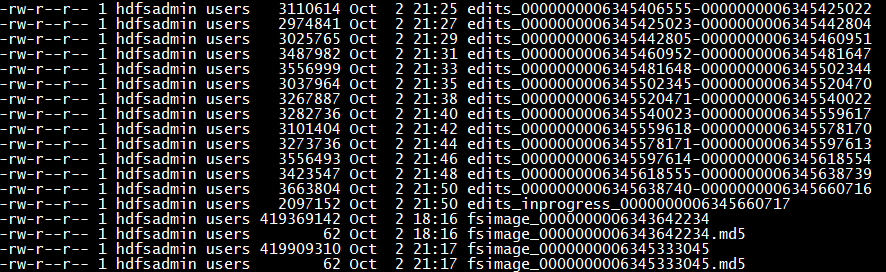 -rw-r--r-- 1 hdfsadmin users   3110614 Oct  2 21:25 edits_0000000006345406555-0000000006345425022
-rw-r--r-- 1 hdfsadmin users   2974841 Oct  2 21:27 edits_0000000006345425023-0000000006345442804
-rw-r--r-- 1 hdfsadmin users   3025765 Oct  2 21:29 edits_0000000006345442805-0000000006345460951
-rw-r--r-- 1 hdfsadmin users   3487982 Oct  2 21:31 edits_0000000006345460952-0000000006345481647
-rw-r--r-- 1 hdfsadmin users   3556999 Oct  2 21:33 edits_0000000006345481648-0000000006345502344
-rw-r--r-- 1 hdfsadmin users   3037964 Oct  2 21:35 edits_0000000006345502345-0000000006345520470
-rw-r--r-- 1 hdfsadmin users   3267887 Oct  2 21:38 edits_0000000006345520471-0000000006345540022
-rw-r--r-- 1 hdfsadmin users   3282736 Oct  2 21:40 edits_0000000006345540023-0000000006345559617
-rw-r--r-- 1 hdfsadmin users   3101404 Oct  2 21:42 edits_0000000006345559618-0000000006345578170
-rw-r--r-- 1 hdfsadmin users   3273736 Oct  2 21:44 edits_0000000006345578171-0000000006345597613
-rw-r--r-- 1 hdfsadmin users   3556493 Oct  2 21:46 edits_0000000006345597614-0000000006345618554
-rw-r--r-- 1 hdfsadmin users   3423547 Oct  2 21:48 edits_0000000006345618555-0000000006345638739
-rw-r--r-- 1 hdfsadmin users   3663804 Oct  2 21:50 edits_0000000006345638740-0000000006345660716
-rw-r--r-- 1 hdfsadmin users   2097152 Oct  2 21:50 edits_inprogress_0000000006345660717
-rw-r--r-- 1 hdfsadmin users 419369142 Oct  2 18:16 fsimage_0000000006343642234
-rw-r--r-- 1 hdfsadmin users        62 Oct  2 18:16 fsimage_0000000006343642234.md5
-rw-r--r-- 1 hdfsadmin users 419909310 Oct  2 21:17 fsimage_0000000006345333045
-rw-r--r-- 1 hdfsadmin users        62 Oct  2 21:17 fsimage_0000000006345333045.md5